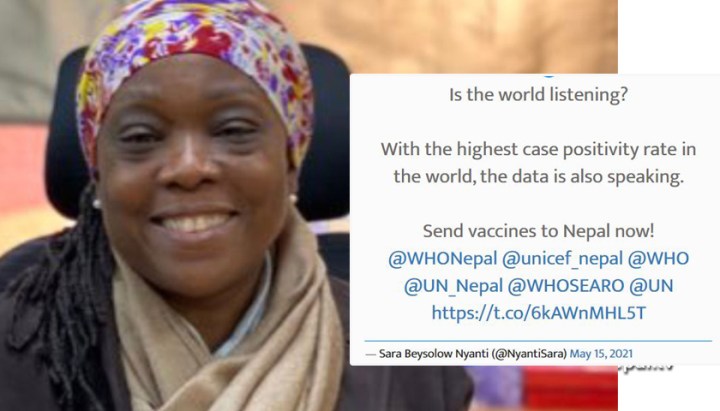 Is the world listening?
With the highest case positivity rate in
the world, the data is also speaking.
Send vaccines to Nepal now!
@WHONepal @unicef_nepal @WHO
@UN_Nepal @WHOSEARO @UN
https://t.co/6kAWnMHL5T
— Sara Beysolow Nyanti (@NyantiSara) May 15, 2021